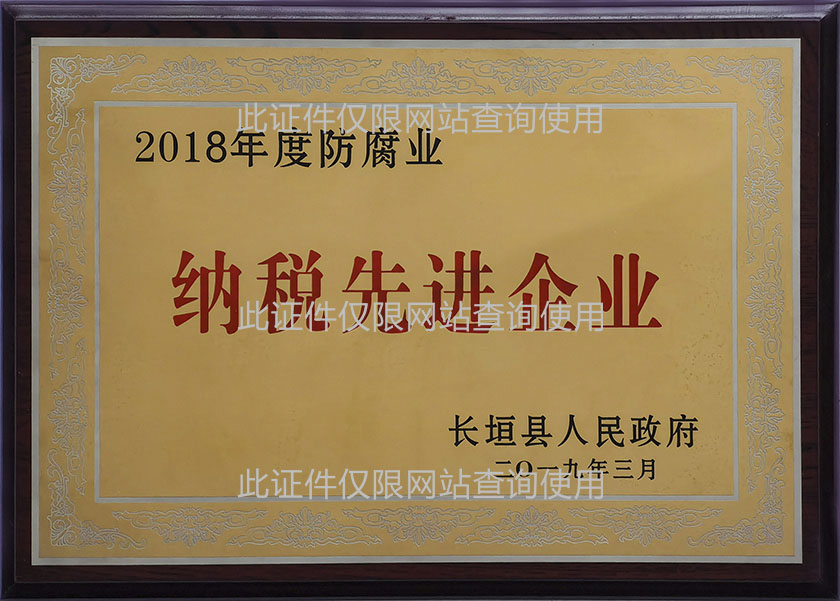 此证件仅限网站查询使用
2018年度防腐业
纳税先进企业
此证件仅限网站查询使用
长垣县人民政府
二〇一九年三月
此证件仅限网站查询使用